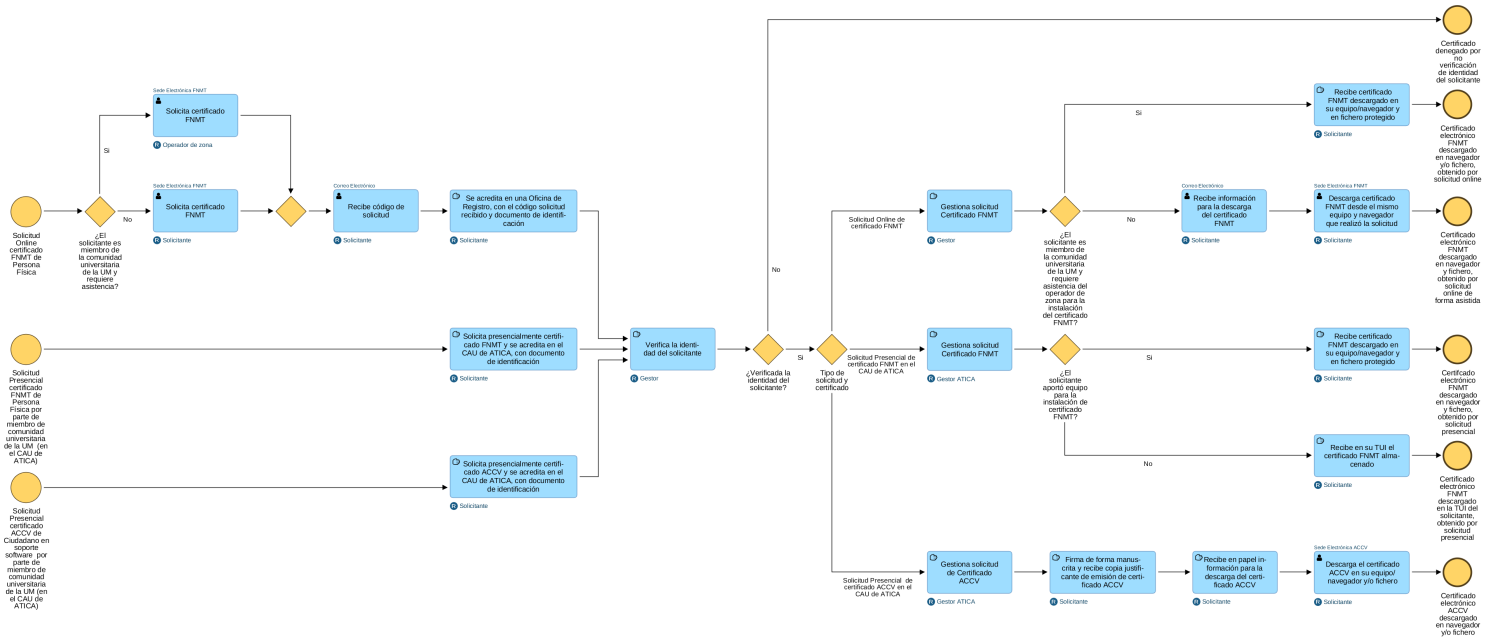 Solicitud
Online
certificado
FNMT de
Persona
Física
¿El
solicitante es
miembro de
la comunidad
universitaria
de la UM y
requiere
asistencia?
Si
No
Sede Electrónica FNMT
Solicita certificado
FNMT
R Operador de zona
Sede Electrónica FNMT
Solicita certificado
FNMT
R Solicitante
Correo Electrónico
Recibe código de
solicitud
R Solicitante
Se acredita en una Oficina de
Registro, con el código solicitud
recibido y documento de identifi-
cación
R Solicitante
Solicitud
Presencial
certificado
FNMT de
Persona
Física por
parte de
miembro de
comunidad
universitaria
de la UM (en
el CAU de
ATICA)
Solicita presencialmente certifi-
cado FNMT y se acredita en el
CAU de ATICA, con documento
de identificación
R Solicitante
Solicitud
Presencial
certificado
ACCV de
Ciudadano en
soporte
software por
parte de
miembro de
comunidad
universitaria
de la UM (en
el CAU de
ATICA)
Solicita presencialmente certifi-
cado ACCV y se acredita en el
CAU de ATICA, con documento
de identificación
R Solicitante
Verifica la identi-
dad del solicitante
R Gestor
¿Verificada la
identidad del
solicitante?
No
Si
Tipo de
solicitud y
certificado
Certificado
denegado por
no
verificación
de identidad
del solicitante
Solicitud Online de
certificado FNMT
Gestiona solicitud
Certificado FNMT
R Gestor
¿El
solicitante es
miembro de
la comunidad
universitaria
de la UM y
requiere
asistencia del
operador de
zona para la
instalación
del certificado
FNMT?
Si
Recibe certificado
FNMT descargado en
su equipo/navegador y
en fichero protegido
R Solicitante
Certificado
electrónico
FNMT
descargado
en navegador
y/o fichero,
obtenido por
solicitud online
No
Correo Electrónico
Recibe información
para la descarga
del certificado
FNMT
R Solicitante
Sede Electrónica FNMT
Descarga certificado
FNMT desde el mismo
equipo y navegador
que realizó la solicitud
R Solicitante
Certificado
electrónico
FNMT
descargado
en navegador
y fichero,
obtenido por
solicitud
online de
forma asistida
Solicitud Presencial de
certificado FNMT en el
CAU de ATICA
Gestiona solicitud
Certificado FNMT
R Gestor ATICA
¿El
solicitante
aportó equipo
para la
instalación de
certificado
FNMT?
Si
Recibe certificado
FNMT descargado en
su equipo/navegador y
en fichero protegido
R Solicitante
Certifcado
electrónico
FNMT
descargado
en navegador
y fichero,
obtenido por
solicitud
presencial
No
Recibe en su TUI el
certificado FNMT alma-
cenado
R Solicitante
Certificado
electrónico
FNMT
descargado
en la TUI del
solicitante,
obtenido por
solicitud
presencial
Solicitud Presencial de
certificado ACCV en el
CAU de ATICA
Gestiona solicitud
de Certificado
ACCV
R Gestor ATICA
Firma de forma manus-
crita y recibe copia justifi-
cante de emisión de certi-
ficado ACCV
R Solicitante
Recibe en papel in-
formación para la
descarga del certi-
ficado ACCV
R Solicitante
Sede Electrónica ACCV
Descarga el certificado
ACCV en su equipo/
navegador y/o fichero
R Solicitante
Certificado
electrónico
ACCV
descargado
en navegador
y/o fichero